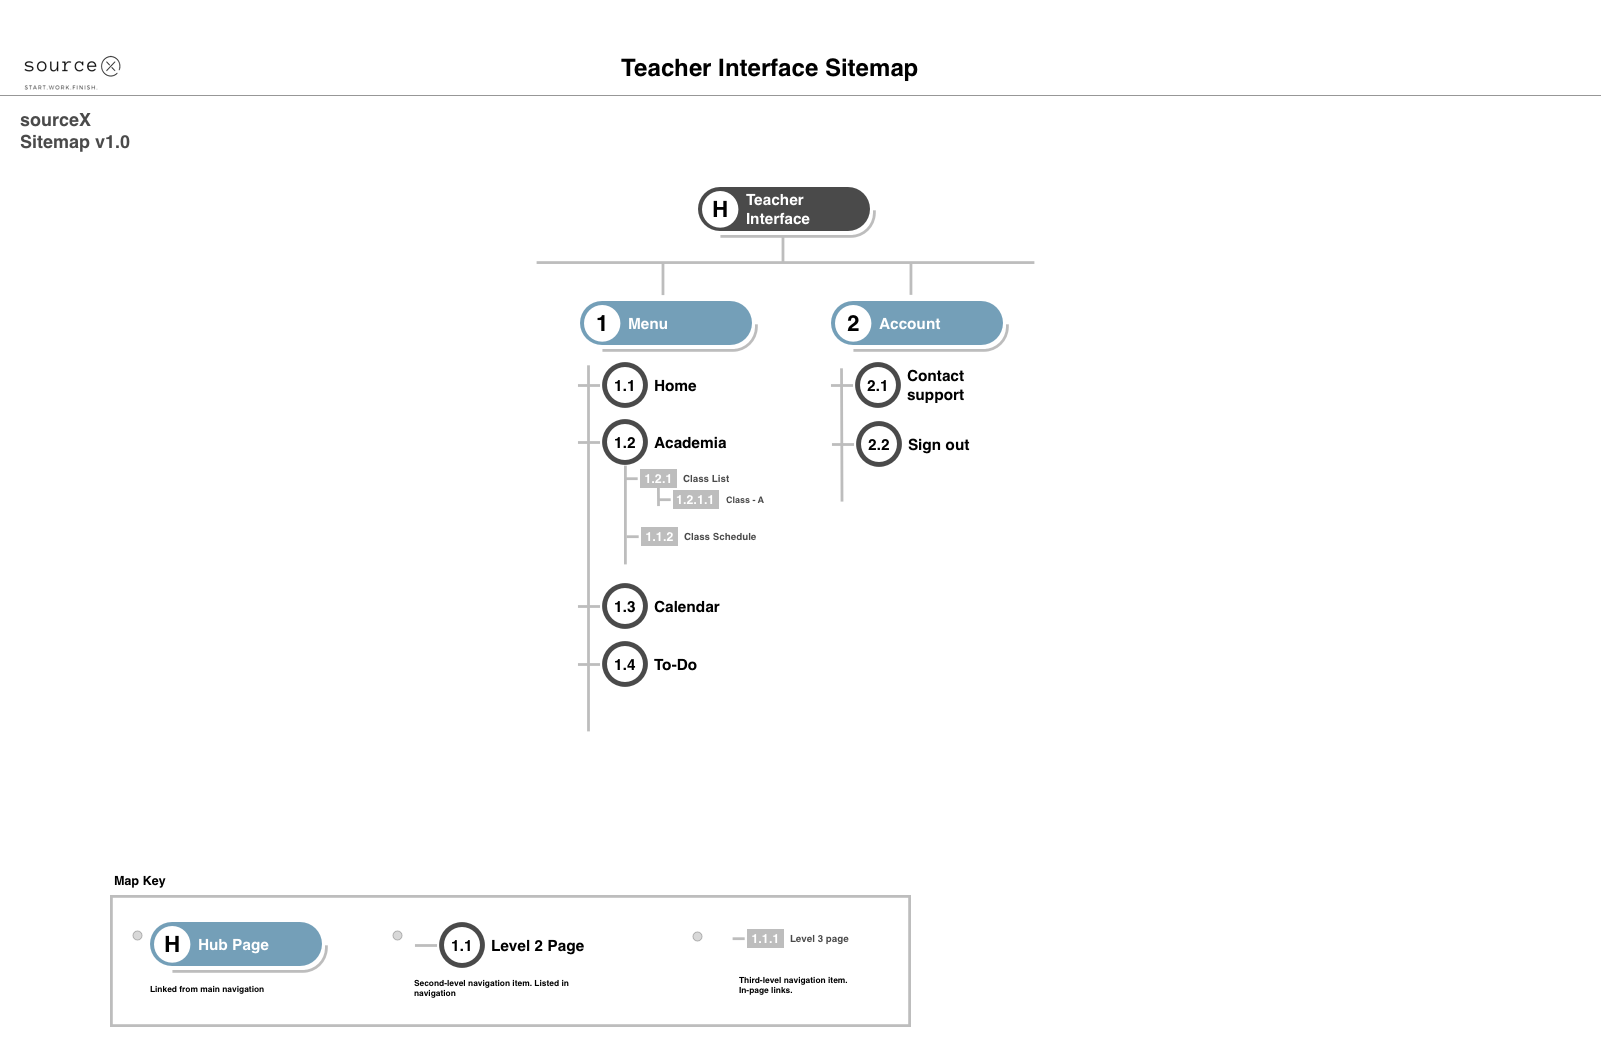 source X
START.WORK.FINISH.
Teacher Interface Sitemap
sourceX
Sitemap v1.0
H Teacher
Interface
1 Menu
1.1 Home
1.2 Academia
1.2.1 Class List
1.2.1.1 Class - A
1.1.2 Class Schedule
1.3 Calendar
1.4 To-Do
2 Account
2.1 Contact
support
2.2 Sign out
Map Key
H Hub Page
Linked from main navigation
1.1 Level 2 Page
Second-level navigation item. Listed in
navigation
1.1.1 Level 3 page
Third-level navigation item.
In-page links.